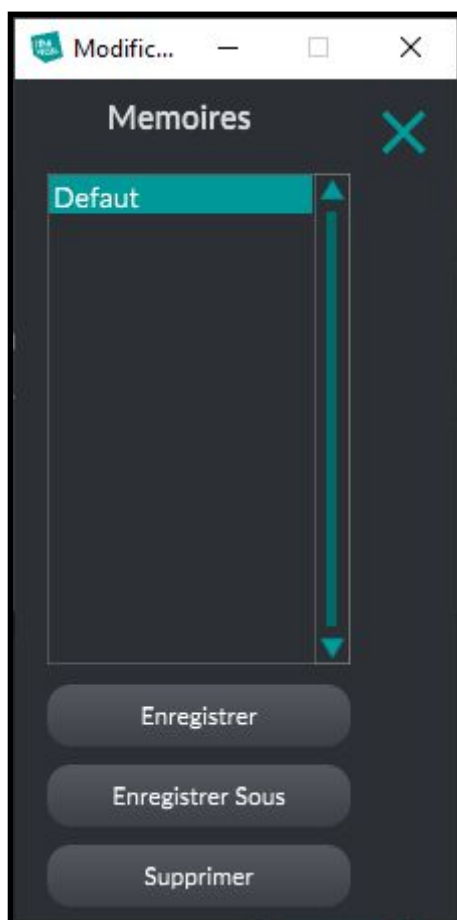 Modific...
Memoires
Defaut
Enregistrer
Enregistrer Sous
Supprimer